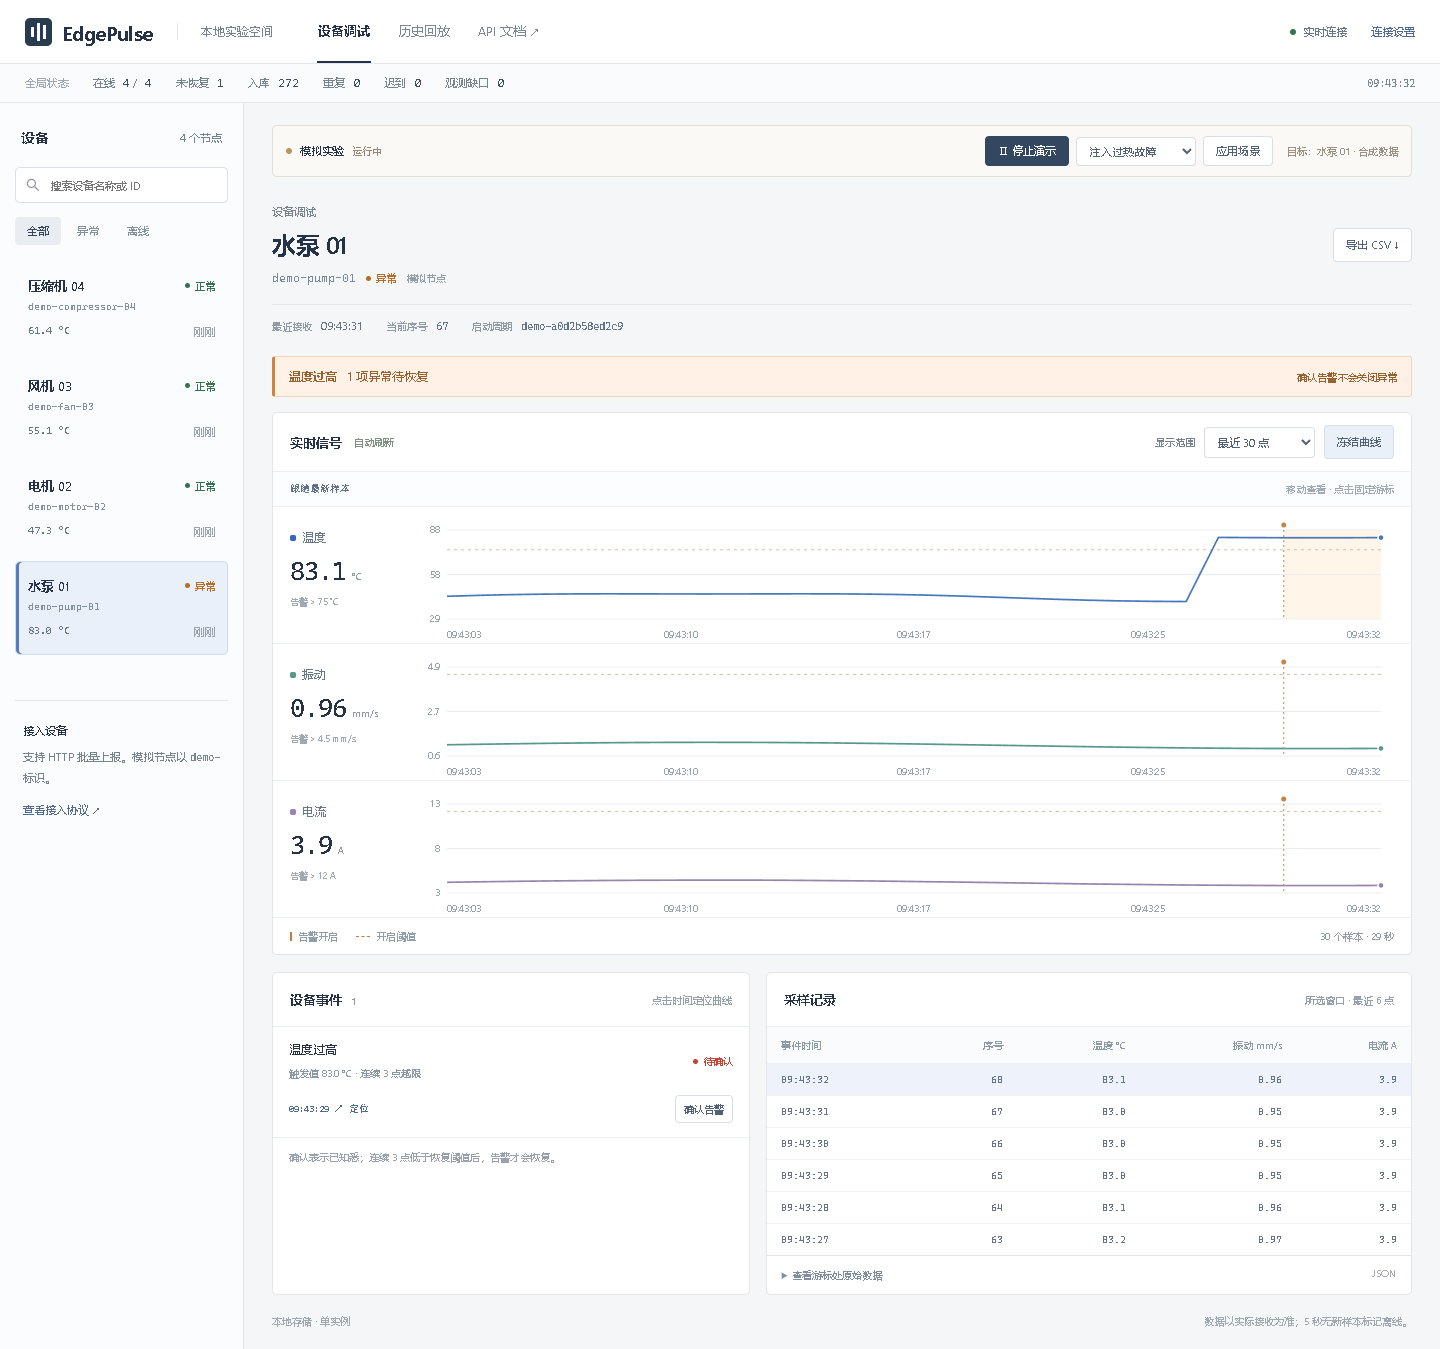 EdgePulse 本地实验空间 设备调试 历史回放 API 文档 ↗ 实时连接 连接设置
全局状态 在线 4 / 4 未恢复 1 入库 272 重复 0 迟到 0 观测缺口 0 09:43:32
设备 4 个节点
搜索设备名称或 ID
全部 异常 离线
压缩机 04 正常
demo-compressor-04
61.4 °C 刚刚
风机 03 正常
demo-fan-03
55.1 °C 刚刚
电机 02 正常
demo-motor-02
47.3 °C 刚刚
水泵 01 异常
demo-pump-01
83.0 °C 刚刚
接入设备
支持 HTTP 批量上报。模拟节点以 demo-
标识。
查看接入协议 ↗
模拟实验 运行中 停止演示 注入过热故障 应用场景 目标：水泵 01 · 合成数据
设备调试
水泵 01
导出 CSV ↓
demo-pump-01 异常 模拟节点
最近接收 09:43:31 当前序号 67 启动周期 demo-a0d2b58ed2c9
温度过高 1 项异常待恢复 确认告警不会关闭异常
实时信号 自动刷新 显示范围 最近 30 点 冻结曲线
跟随最新样本 移动查看 · 点击固定游标
温度
83.1 °C
告警 > 75 °C
88
58
29
09:43:03 09:43:10 09:43:17 09:43:25 09:43:32
振动
0.96 mm/s
告警 > 4.5 mm/s
4.9
2.7
0.6
09:43:03 09:43:10 09:43:17 09:43:25 09:43:32
电流
3.9 A
告警 > 12 A
13
8
3
09:43:03 09:43:10 09:43:17 09:43:25 09:43:32
告警开启 开启阈值 30 个样本 · 29 秒
设备事件 1 点击时间定位曲线
温度过高
触发值 83.0 °C · 连续 3 点越限
待确认
09:43:29 ↗ 定位 确认告警
确认表示已知悉；连续 3 点低于恢复阈值后，告警才会恢复。
采样记录 所选窗口 · 最近 6 点
事件时间 序号 温度 °C 振动 mm/s 电流 A
09:43:32 68 83.1 0.96 3.9
09:43:31 67 83.0 0.95 3.9
09:43:30 66 83.0 0.95 3.9
09:43:29 65 83.0 0.95 3.9
09:43:28 64 83.1 0.96 3.9
09:43:27 63 83.2 0.97 3.9
▶ 查看游标处原始数据 JSON
本地存储 · 单实例 数据以实际接收为准；5 秒无新样本标记离线。